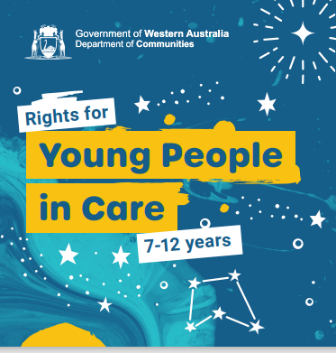 Government of Western Australia
Department of Communities
Rights for
Young People
in Care
7-12 years